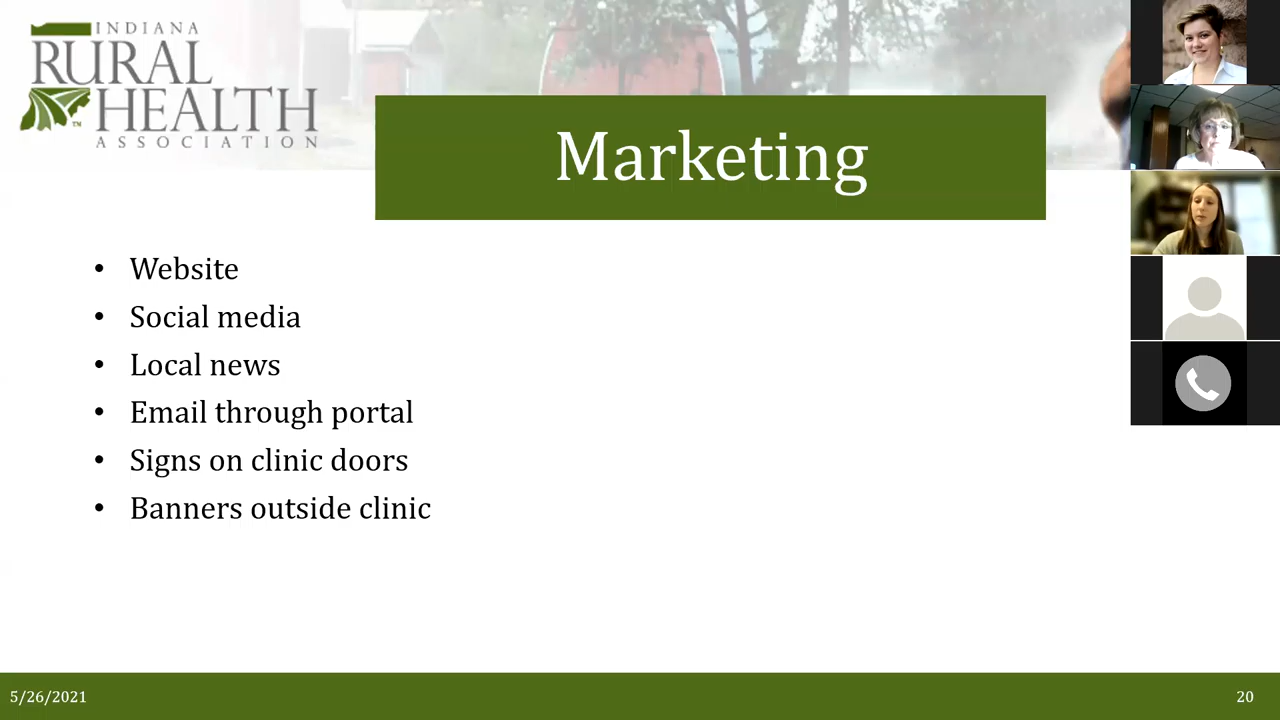 INDIANA
RURAL
HEALTH
ASSOCIATION
TM
Marketing
• Website
• Social media
• Local news
• Email through portal
• Signs on clinic doors
• Banners outside clinic
5/26/2021
20